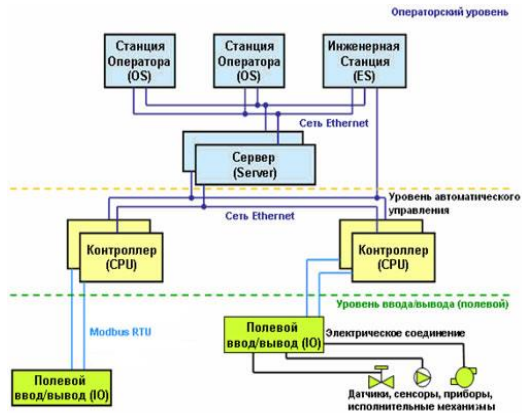 Операторский уровень
Станция
Оператора
(OS)
Станция
Оператора
(OS)
Инженерная
Станция
(ES)
Сеть Ethernet
Сервер
(Server)
Уровень автоматического
управления
Сеть Ethernet
Контроллер
(CPU)
Контроллер
(CPU)
Уровень ввода/вывода (полевой)
Modbus RTU
Полевой
ввод/вывод (IO)
Электрическое соединение
Полевой
ввод/вывод (IO)
Датчики, сенсоры, приборы,
исполнительные механизмы